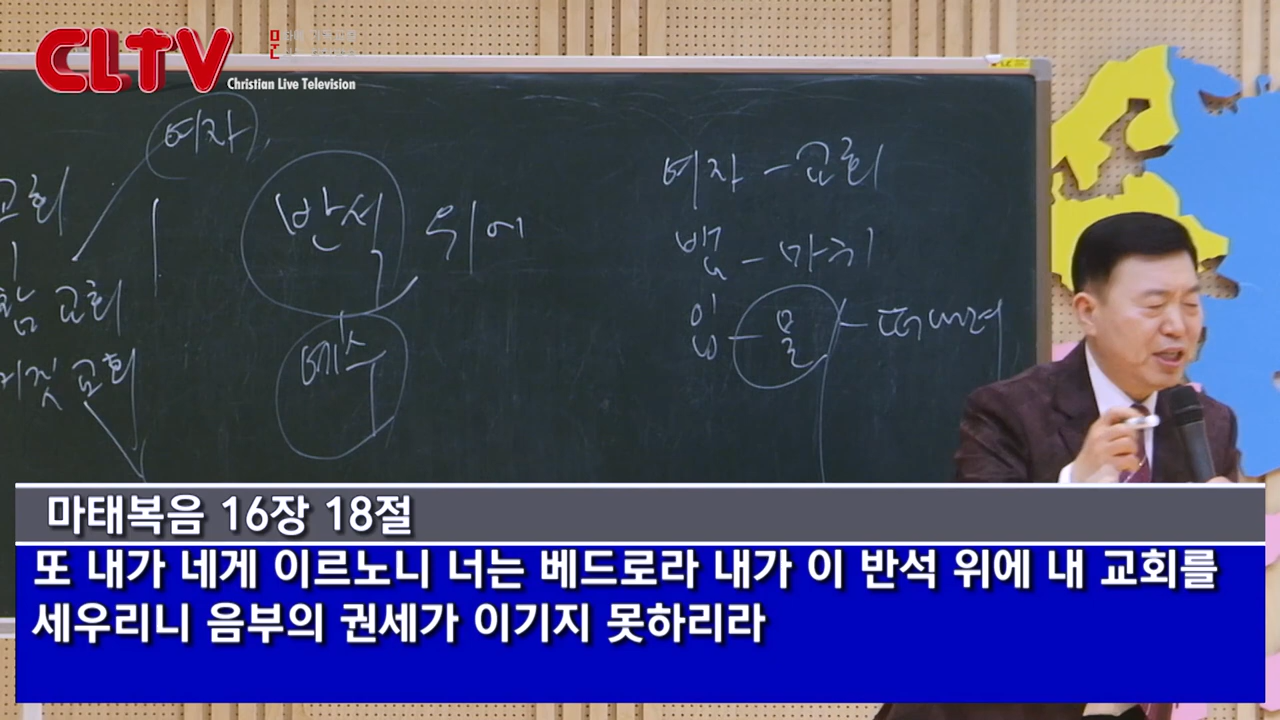 CLTV
Christian Live Television
여자
교회
반석 위에
참 교회
거짓 교회
예수
여자 - 교회
뱀 - 마귀
입 - 물 - 떠내려
마태복음 16장 18절
또 내가 네게 이르노니 너는 베드로라 내가 이 반석 위에 내 교회를
세우리니 음부의 권세가 이기지 못하리라